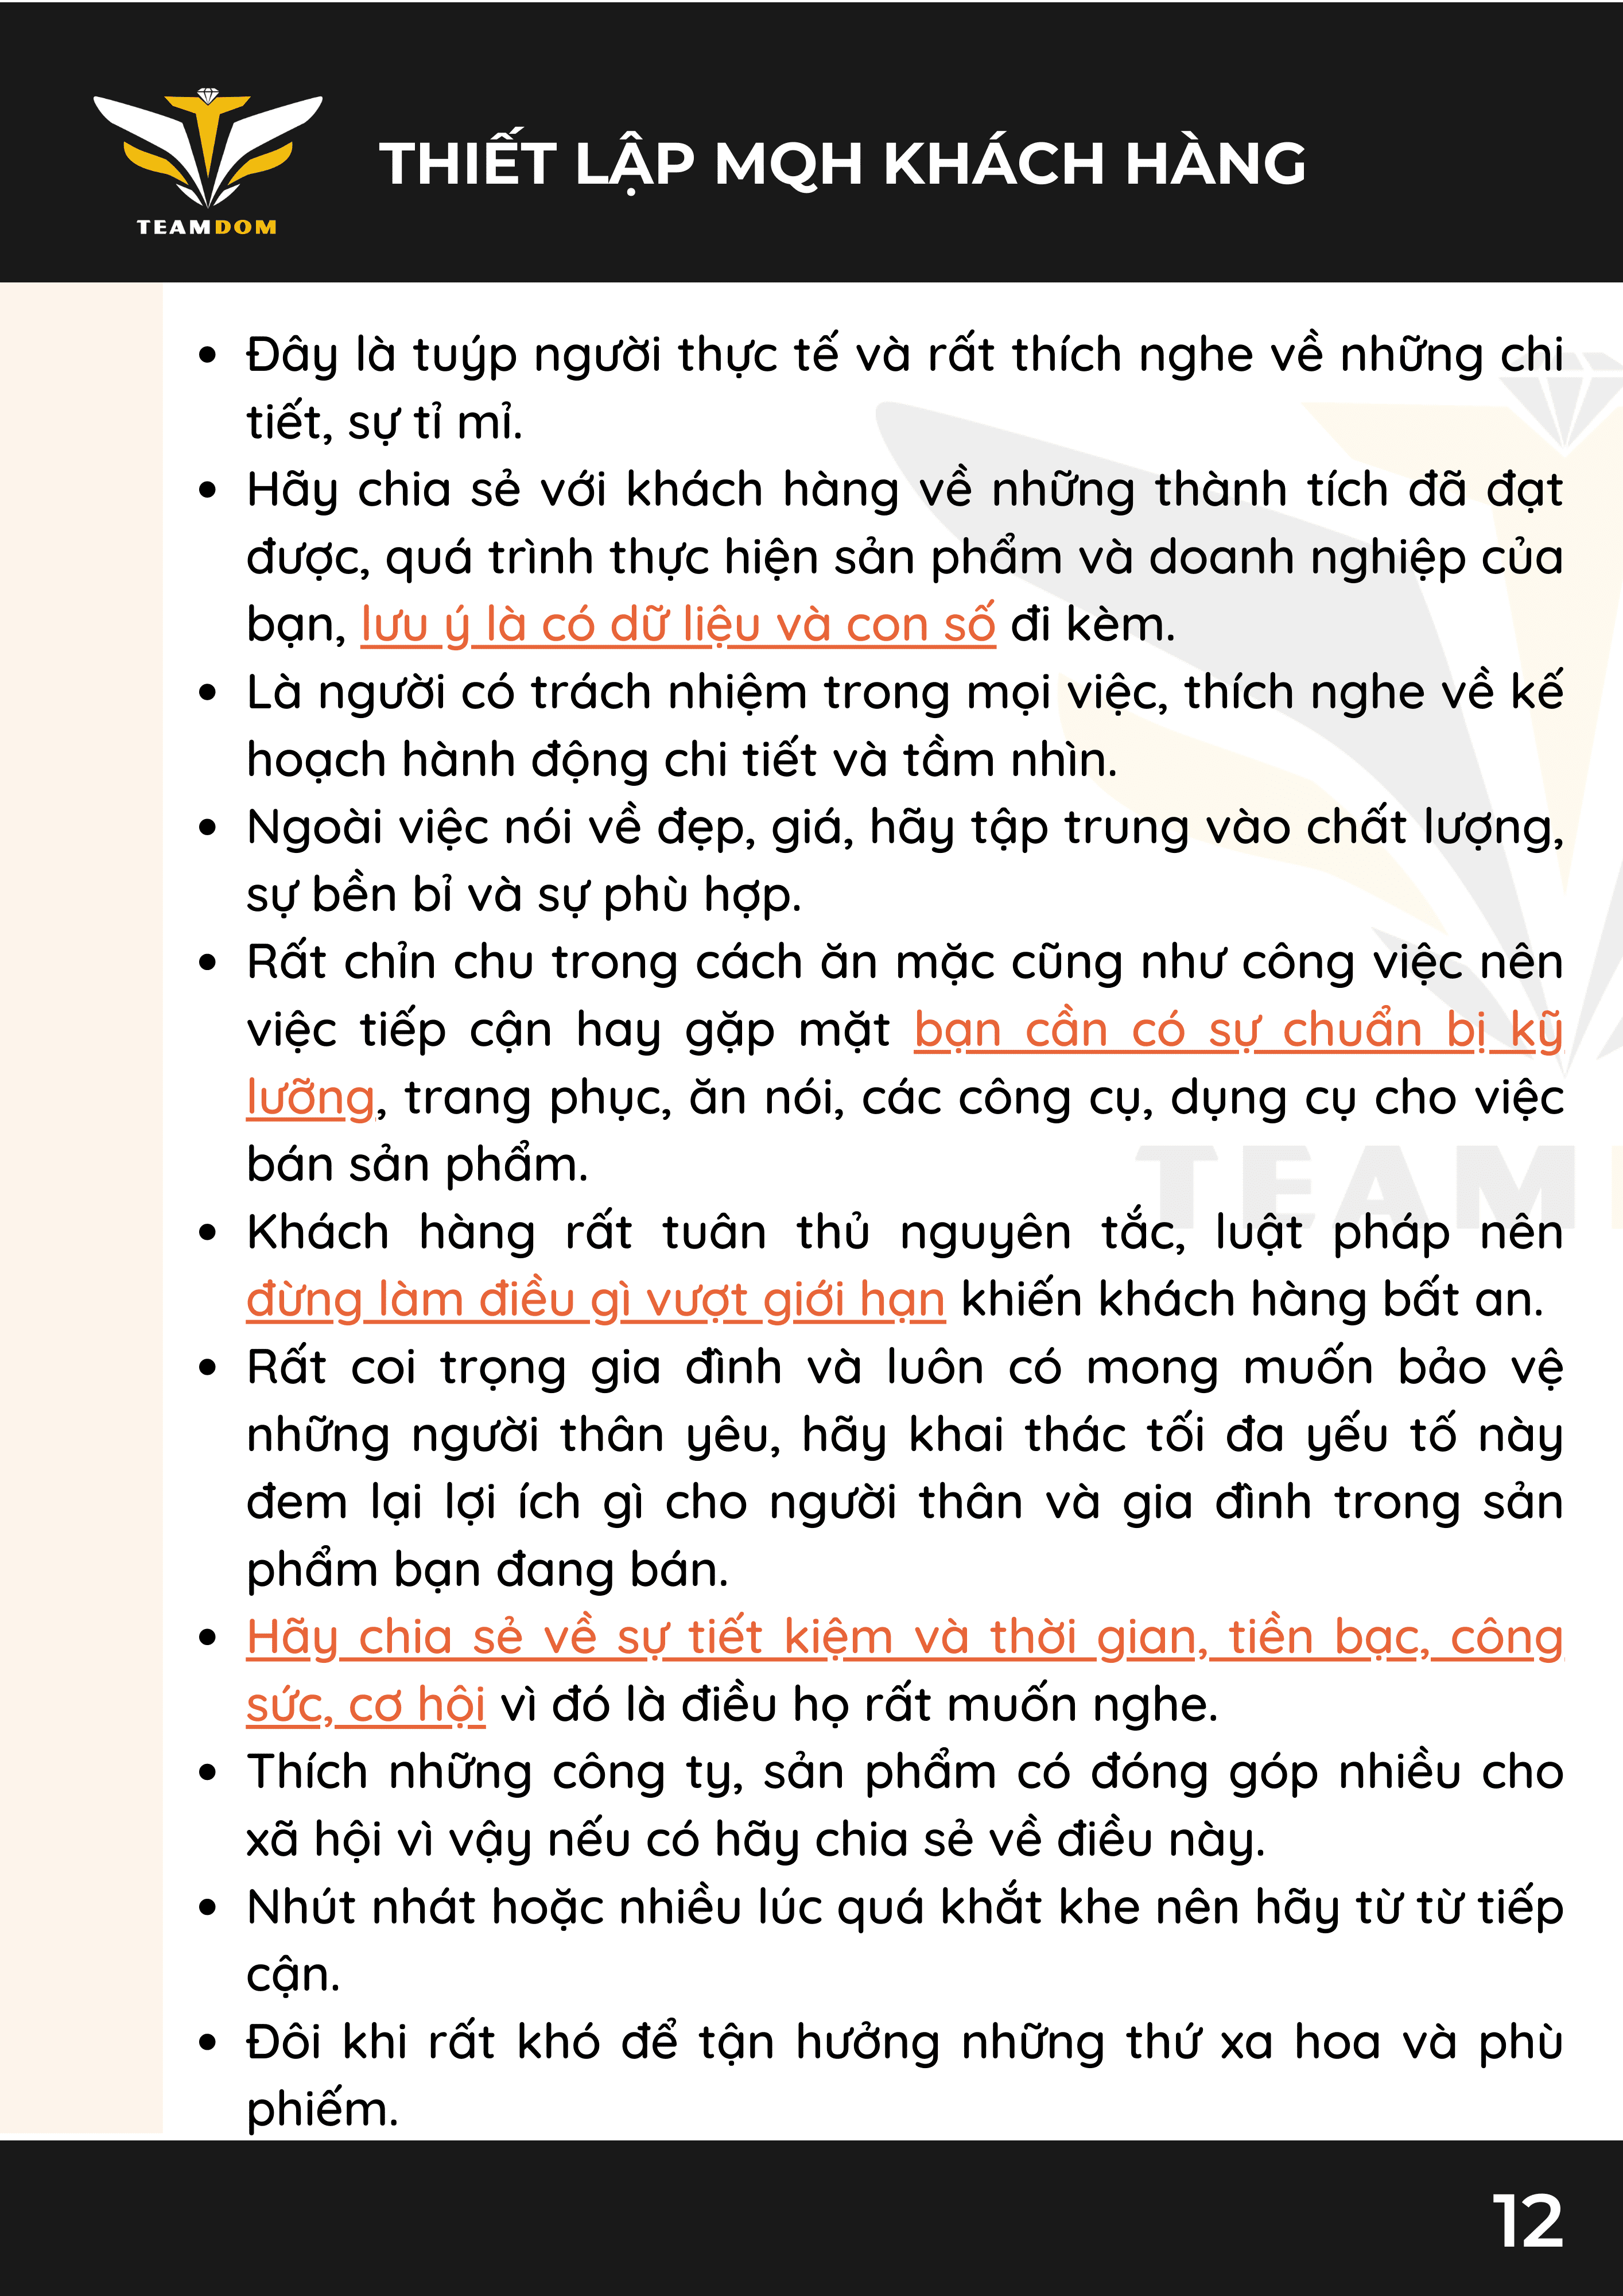 TEAMDOM
THIẾT LẬP MQH KHÁCH HÀNG
• Đây là tuýp người thực tế và rất thích nghe về những chi
tiết, sự tỉ mỉ.
• Hãy chia sẻ với khách hàng về những thành tích đã đạt
được, quá trình thực hiện sản phẩm và doanh nghiệp của
bạn, lưu ý là có dữ liệu và con số đi kèm.
• Là người có trách nhiệm trong mọi việc, thích nghe về kế
hoạch hành động chi tiết và tầm nhìn.
• Ngoài việc nói về đẹp, giá, hãy tập trung vào chất lượng,
sự bền bỉ và sự phù hợp.
• Rất chỉn chu trong cách ăn mặc cũng như công việc nên
việc tiếp cận hay gặp mặt bạn cần có sự chuẩn bị kỹ
lưỡng, trang phục, ăn nói, các công cụ, dụng cụ cho việc
bán sản phẩm.
• Khách hàng rất tuân thủ nguyên tắc, luật pháp nên
đừng làm điều gì vượt giới hạn khiến khách hàng bất an.
• Rất coi trọng gia đình và luôn có mong muốn bảo vệ
những người thân yêu, hãy khai thác tối đa yếu tố này
đem lại lợi ích gì cho người thân và gia đình trong sản
phẩm bạn đang bán.
• Hãy chia sẻ về sự tiết kiệm và thời gian, tiền bạc, công
sức, cơ hội vì đó là điều họ rất muốn nghe.
• Thích những công ty, sản phẩm có đóng góp nhiều cho
xã hội vì vậy nếu có hãy chia sẻ về điều này.
• Nhút nhát hoặc nhiều lúc quá khắt khe nên hãy từ từ tiếp
cận.
• Đôi khi rất khó để tận hưởng những thứ xa hoa và phù
phiếm.
TEAM
12